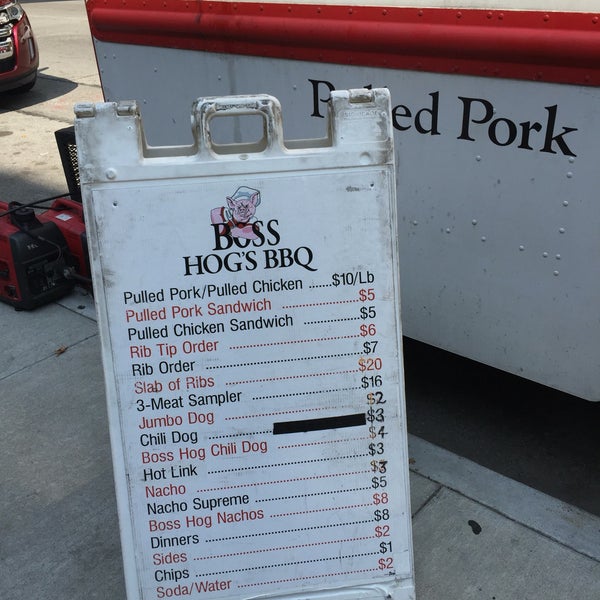 Pulled Pork
BOSS
HOG'S BBQ
Pulled Pork/Pulled Chicken ......$10/Lb
Pulled Pork Sandwich ..................... $5
Pulled Chicken Sandwich ............... $5
Rib Tip Order ................................. $6
Rib Order ....................................... $7
Slab of Ribs ................................... $20
3-Meat Sampler ............................. $16
Jumbo Dog .................................... $2
Chili Dog ........ $3
Boss Hog Chili Dog ........................ $4
Hot Link ......................................... $3
Nacho ............................................ $3
Nacho Supreme ............................. $5
Boss Hog Nachos .......................... $8
Dinners .......................................... $8
Sides .............................................. $2
Chips .............................................. $1
Soda/Water .................................... $2